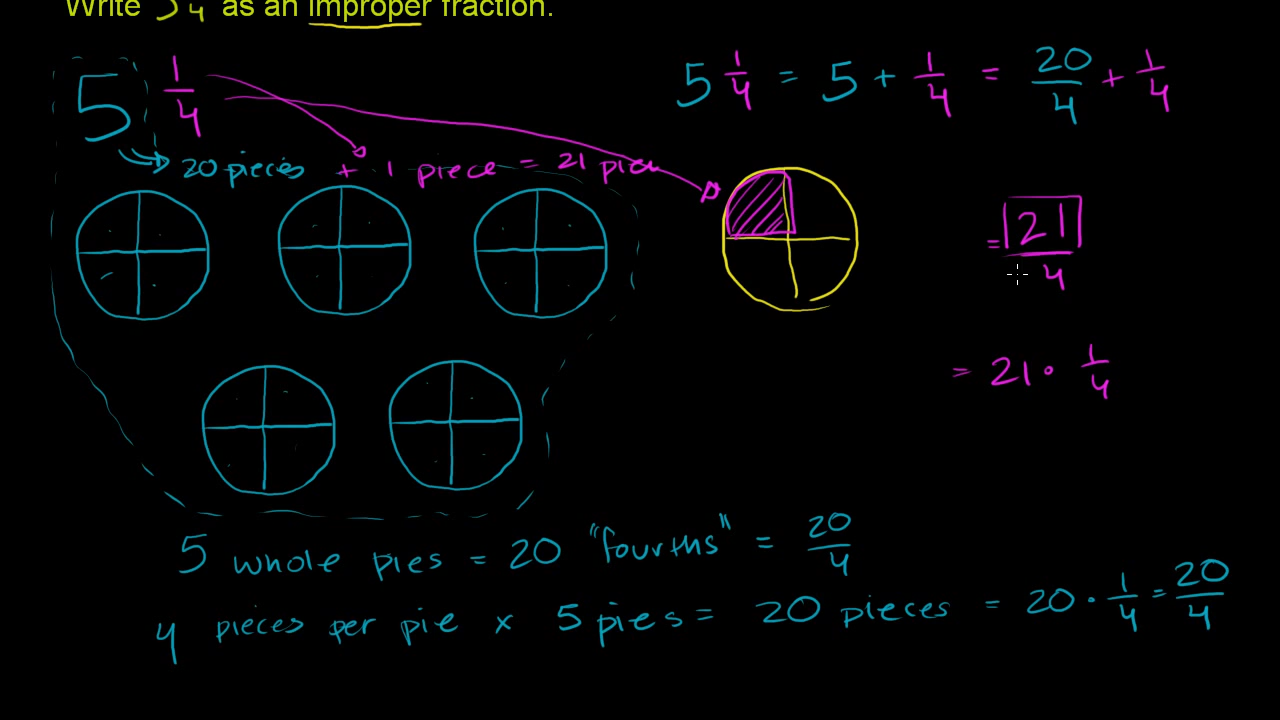 Write 5 1/4 as an improper fraction.
5 1/4
5 1/4 = 5 + 1/4 = 20/4 + 1/4
20 pieces + 1 piece = 21 piec
= 21/4
= 21 · 1/4
5 whole pies = 20 "fourths" = 20/4
4 pieces per pie x 5 pies = 20 pieces = 20 · 1/4 = 20/4